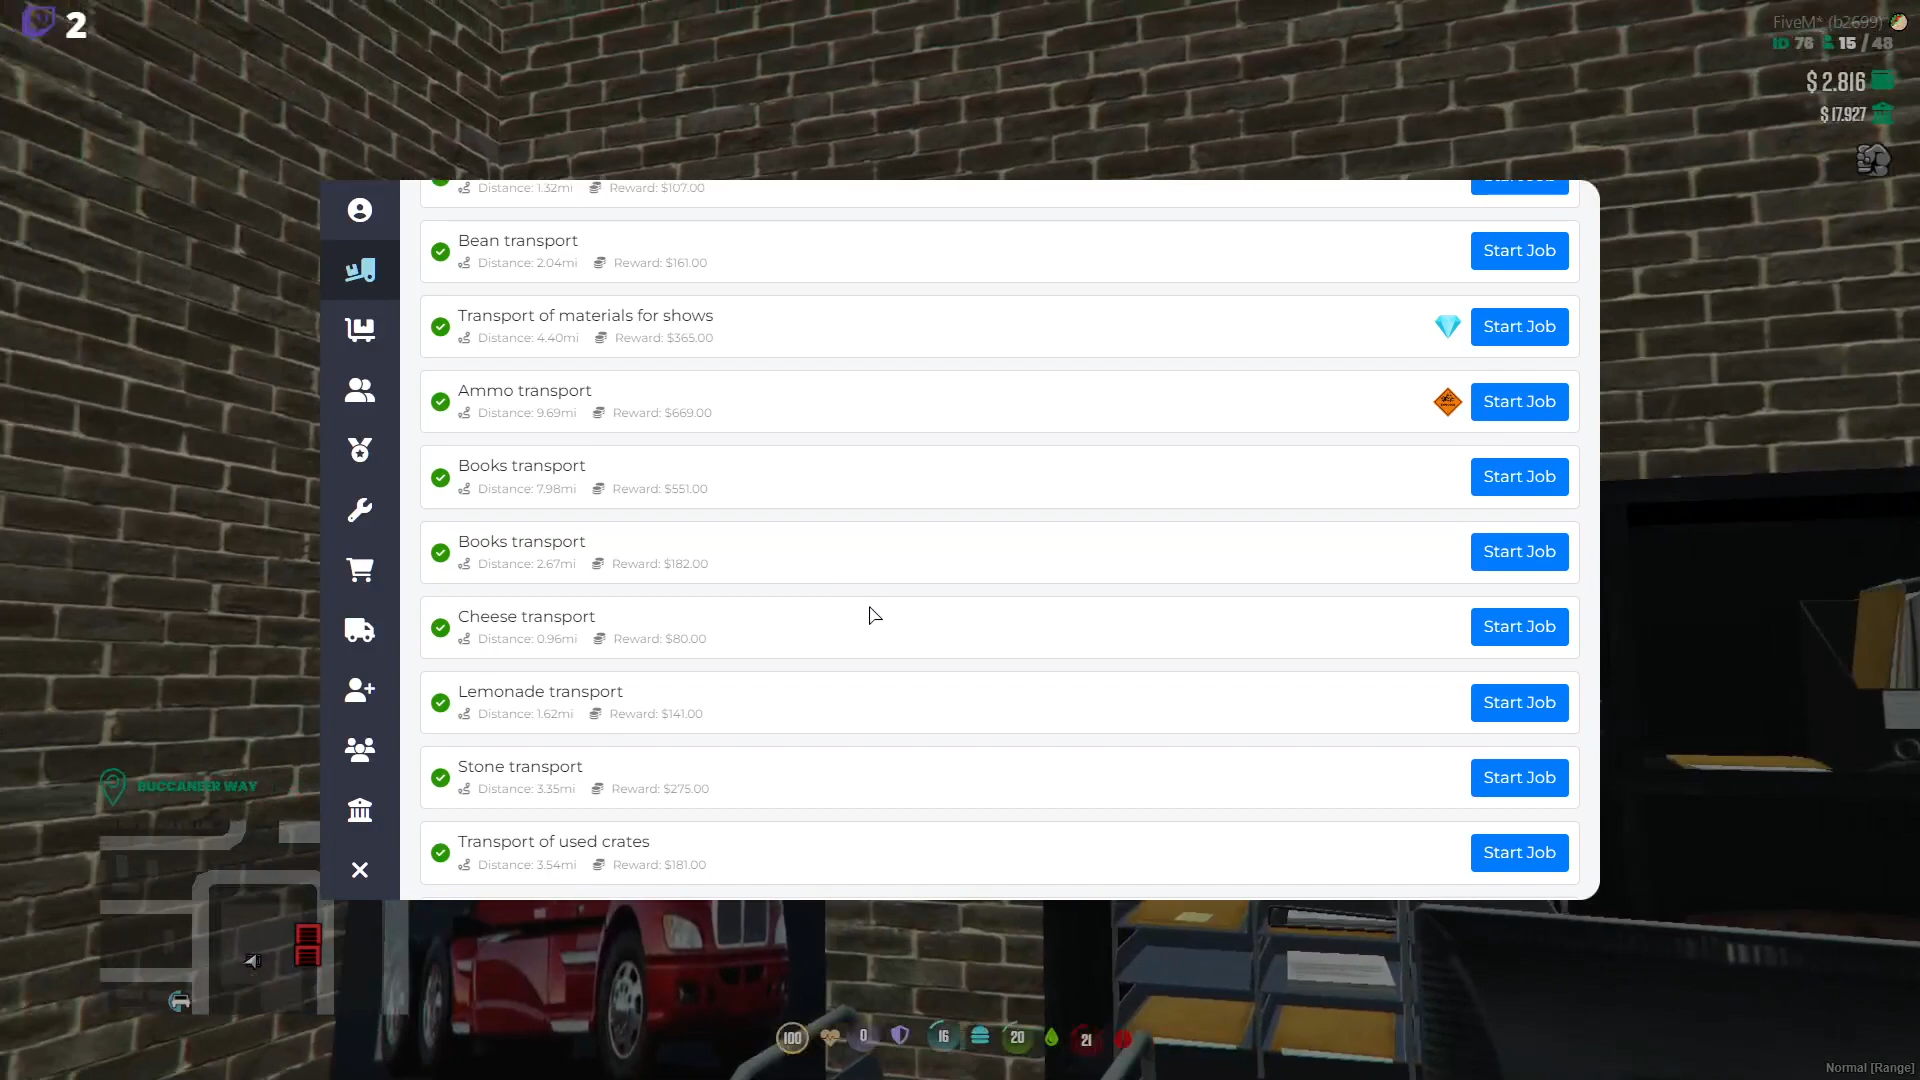 2
FiveM* (b2699)
ID 76 15 / 48
$ 2.816
$ 17.927
Distance: 1.32mi Reward: $107.00
Start Job
Bean transport
Distance: 2.04mi Reward: $161.00
Start Job
Transport of materials for shows
Distance: 4.40mi Reward: $365.00
Start Job
Ammo transport
Distance: 9.69mi Reward: $669.00
Start Job
Books transport
Distance: 7.98mi Reward: $551.00
Start Job
Books transport
Distance: 2.67mi Reward: $182.00
Start Job
Cheese transport
Distance: 0.96mi Reward: $80.00
Start Job
Lemonade transport
Distance: 1.62mi Reward: $141.00
Start Job
Stone transport
Distance: 3.35mi Reward: $275.00
Start Job
Transport of used crates
Distance: 3.54mi Reward: $181.00
Start Job
BUCCANEER WAY
100 0 16 20 21
Normal [Range]